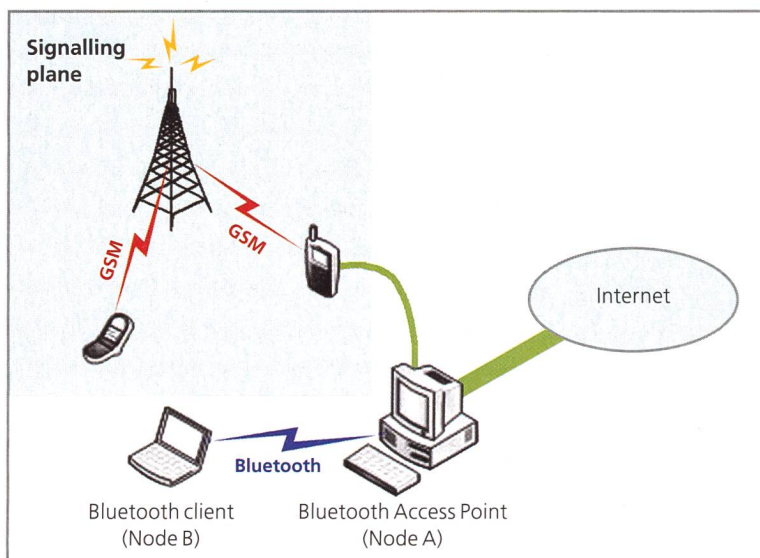 Signalling
plane
GSM
GSM
Internet
Bluetooth
Bluetooth client
(Node B)
Bluetooth Access Point
(Node A)